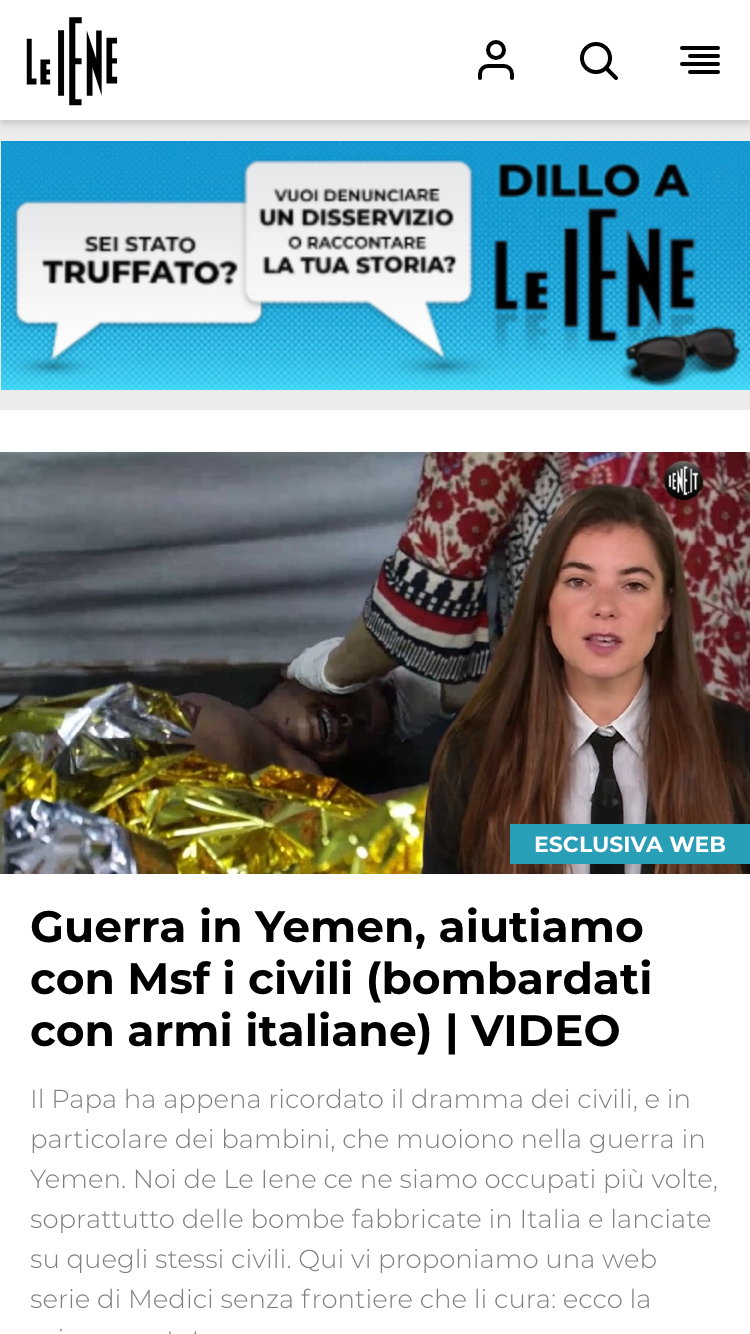 Le IENE
SEI STATO
TRUFFATO?
VUOI DENUNCIARE
UN DISSERVIZIO
O RACCONTARE
LA TUA STORIA?
DILLO A
Le IENE
IENE.IT
ESCLUSIVA WEB
Guerra in Yemen, aiutiamo
con Msf i civili (bombardati
con armi italiane) | VIDEO
Il Papa ha appena ricordato il dramma dei civili, e in
particolare dei bambini, che muoiono nella guerra in
Yemen. Noi de Le Iene ce ne siamo occupati più volte,
soprattutto delle bombe fabbricate in Italia e lanciate
su quegli stessi civili. Qui vi proponiamo una web
serie di Medici senza frontiere che li cura: ecco la